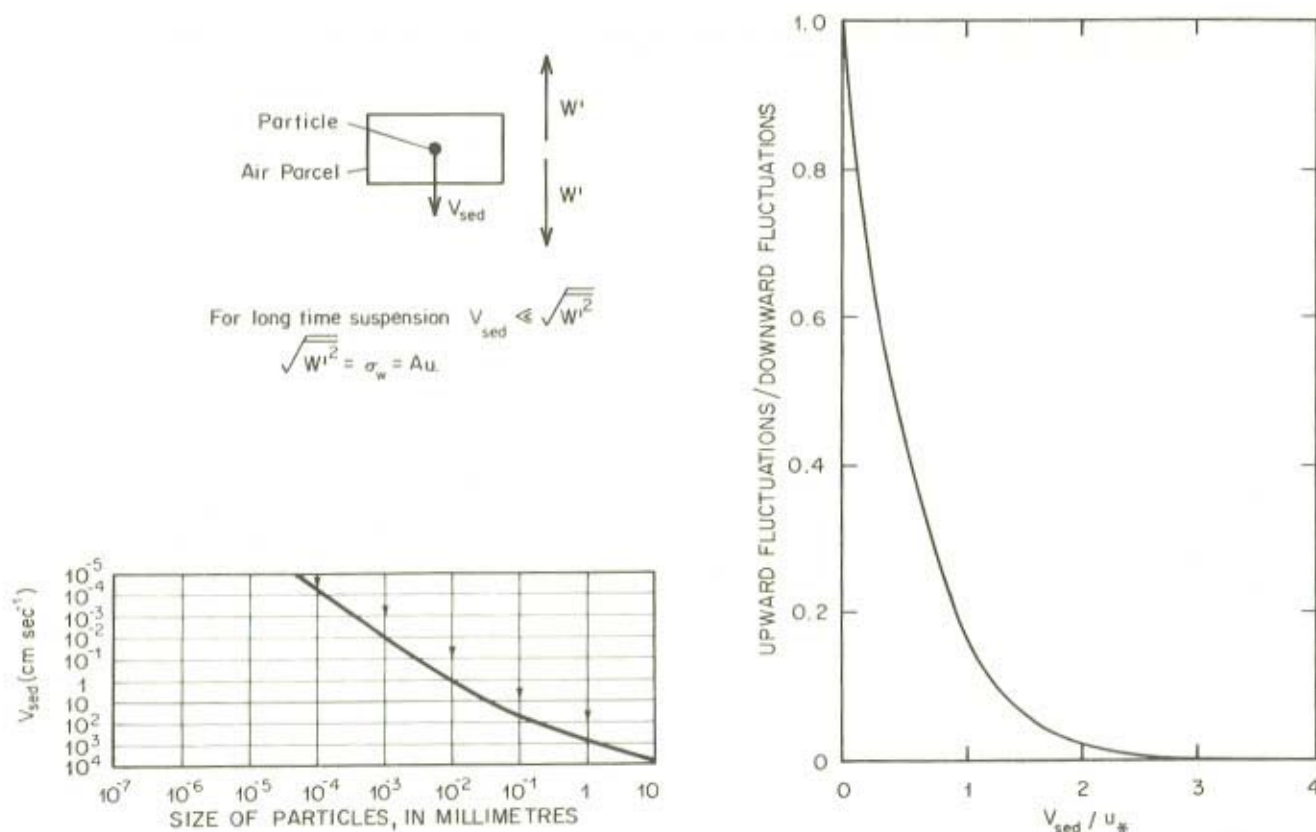 Particle
Air Parcel
V_sed
W'
W'
For long time suspension V_sed ≪ √W'²
√W'² = σ_w = Au.
V_sed (cm sec⁻¹)
10⁻⁵
10⁻⁴
10⁻³
10⁻²
10⁻¹
1
10
10²
10³
10⁴
10⁻⁷ 10⁻⁶ 10⁻⁵ 10⁻⁴ 10⁻³ 10⁻² 10⁻¹ 1 10
SIZE OF PARTICLES, IN MILLIMETRES
UPWARD FLUCTUATIONS/DOWNWARD FLUCTUATIONS
1.0
0.8
0.6
0.4
0.2
0
0 1 2 3 4
V_sed / u_*